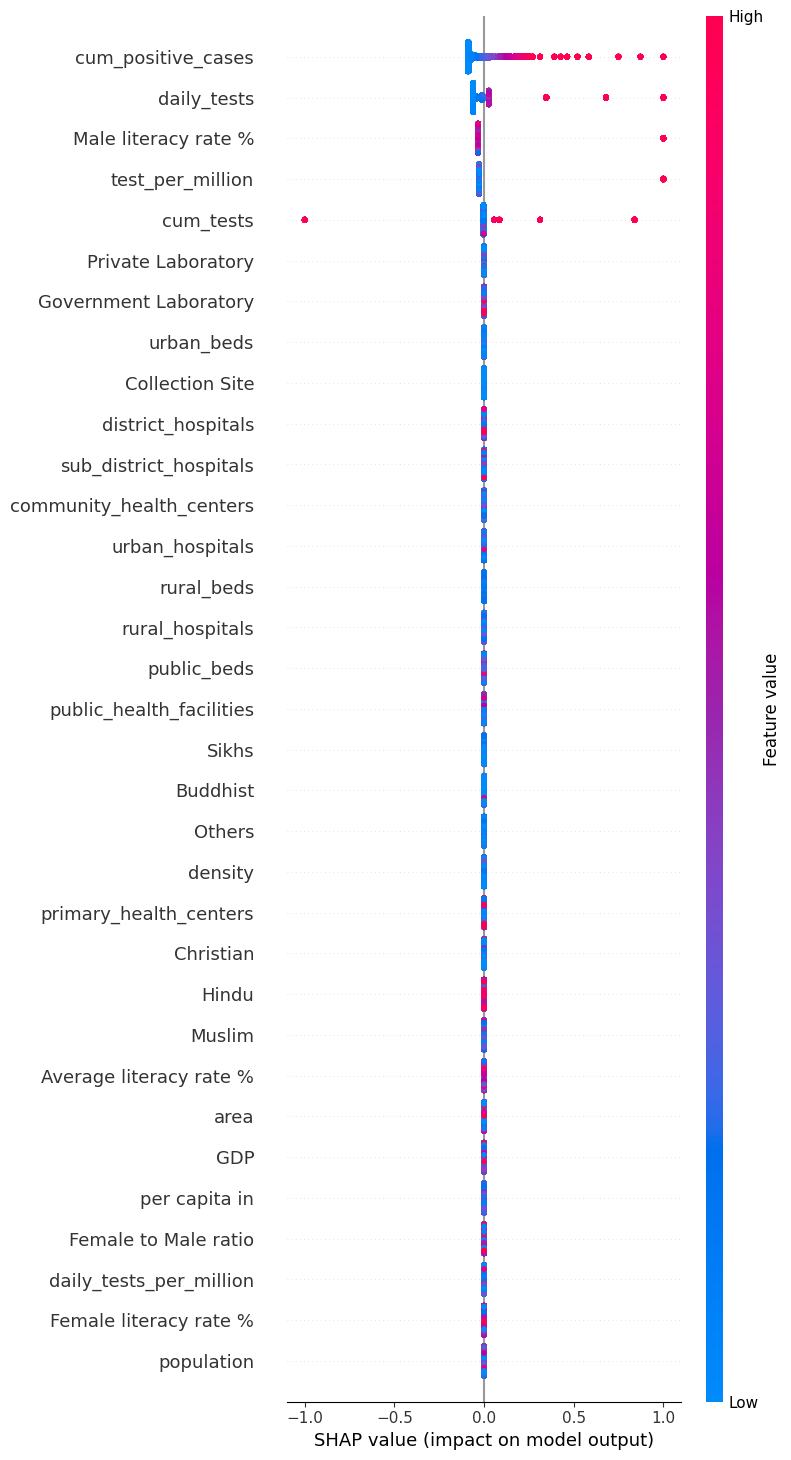 High
cum_positive_cases
daily_tests
Male literacy rate %
test_per_million
cum_tests
Private Laboratory
Government Laboratory
urban_beds
Collection Site
district_hospitals
sub_district_hospitals
community_health_centers
urban_hospitals
rural_beds
rural_hospitals
public_beds
public_health_facilities
Sikhs
Buddhist
Others
density
primary_health_centers
Christian
Hindu
Muslim
Average literacy rate %
area
GDP
per capita in
Female to Male ratio
daily_tests_per_million
Female literacy rate %
population
Feature value
Low
−1.0 −0.5 0.0 0.5 1.0
SHAP value (impact on model output)